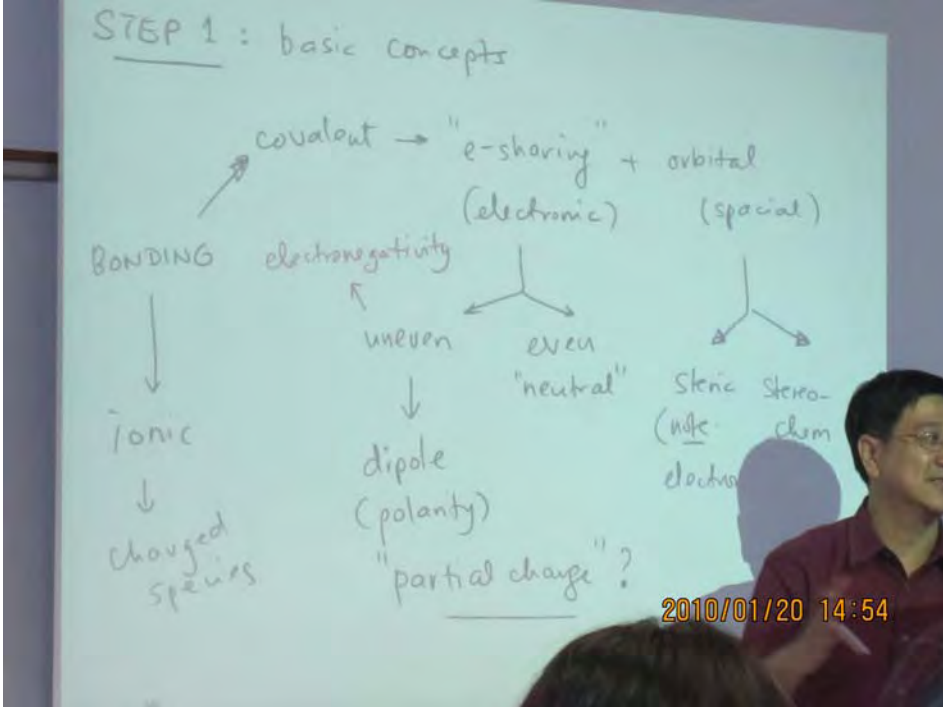 STEP 1 : basic concepts
covalent → "e-sharing" + orbital
(electronic) (spacial)
BONDING electronegativity
uneven even
"neutral"
Steric Stereo-
(note chem
ionic
dipole
(polarity)
charged
species
"partial charge" ?
2010/01/20 14:54